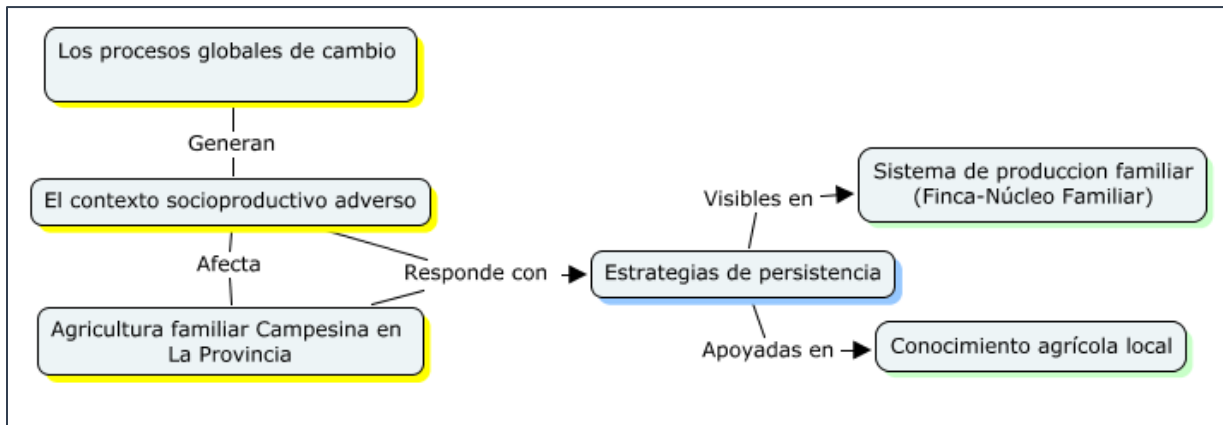 Los procesos globales de cambio
Generan
El contexto socioproductivo adverso
Afecta
Agricultura familiar Campesina en
La Provincia
Responde con
Estrategias de persistencia
Visibles en
Sistema de produccion familiar
(Finca-Núcleo Familiar)
Apoyadas en
Conocimiento agrícola local